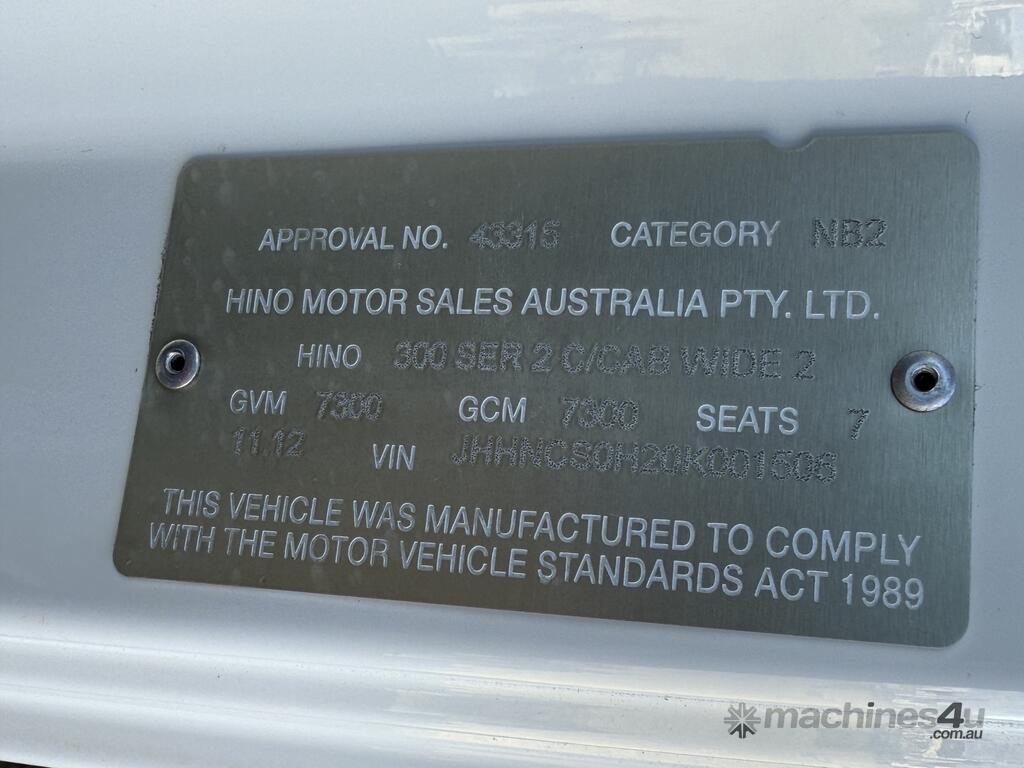 APPROVAL NO. 43315 CATEGORY NB2
HINO MOTOR SALES AUSTRALIA PTY. LTD.
HINO 300 SER 2 C/CAB WIDE 2
GVM 7300 GCM 7300 SEATS 7
11.12 VIN JHHNCS0H20K001506
THIS VEHICLE WAS MANUFACTURED TO COMPLY
WITH THE MOTOR VEHICLE STANDARDS ACT 1989
machines4u
.com.au